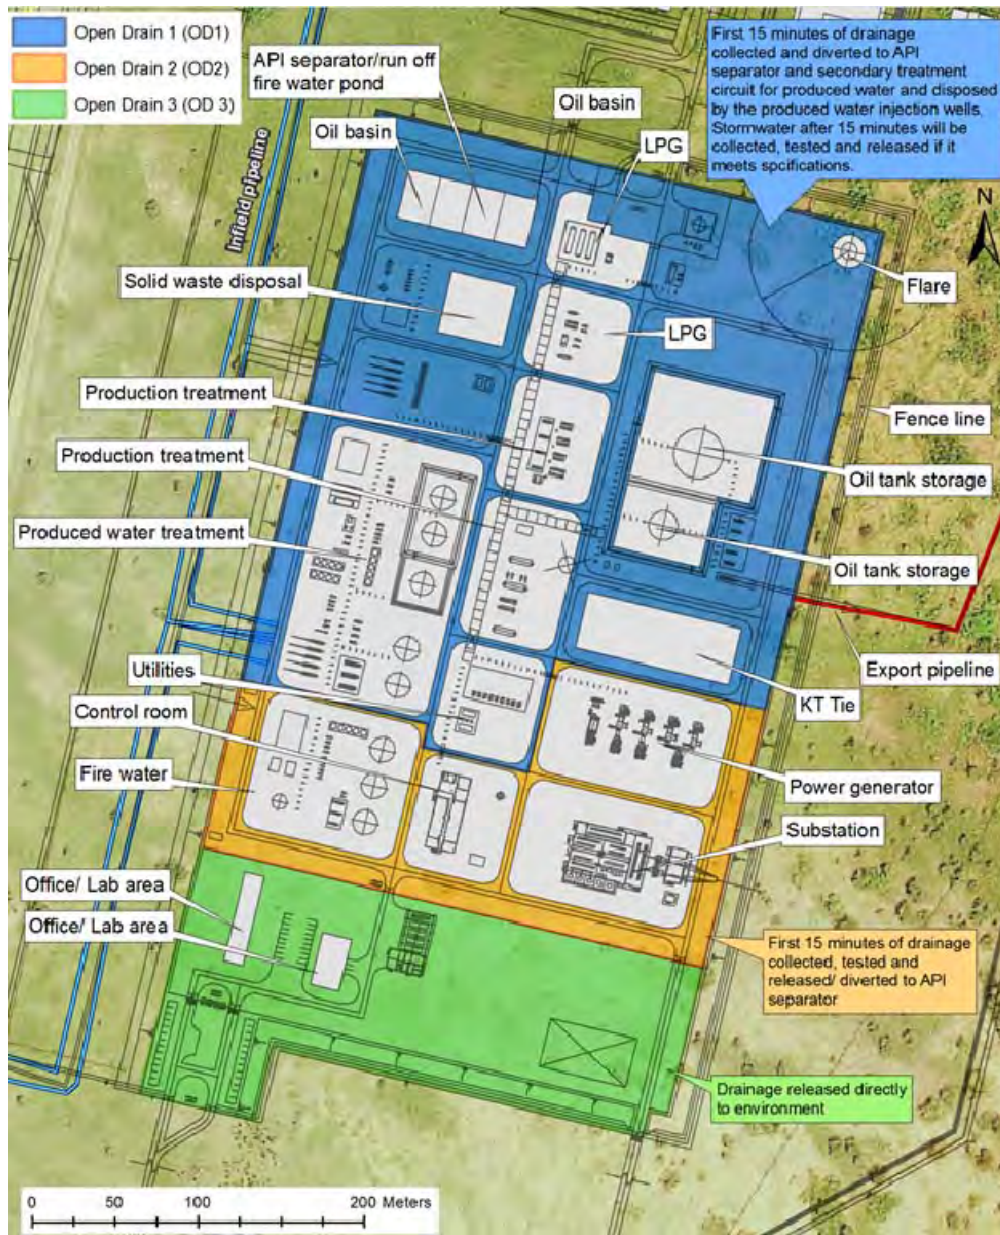 Open Drain 1 (OD1)
Open Drain 2 (OD2)
Open Drain 3 (OD 3)
API separator/run off
fire water pond
Oil basin
Oil basin
LPG
First 15 minutes of drainage
collected and diverted to API
separator and secondary treatment
circuit for produced water and disposed
by the produced water injection wells.
Stormwater after 15 minutes will be
collected, tested and released if it
meets spcifications.
N
Infield pipeline
Solid waste disposal
Flare
LPG
Production treatment
Fence line
Production treatment
Oil tank storage
Produced water treatment
Oil tank storage
Utilities
Export pipeline
Control room
KT Tie
Fire water
Power generator
Substation
Office/ Lab area
Office/ Lab area
First 15 minutes of drainage
collected, tested and
released/ diverted to API
separator
Drainage released directly
to environment
0 50 100 200 Meters